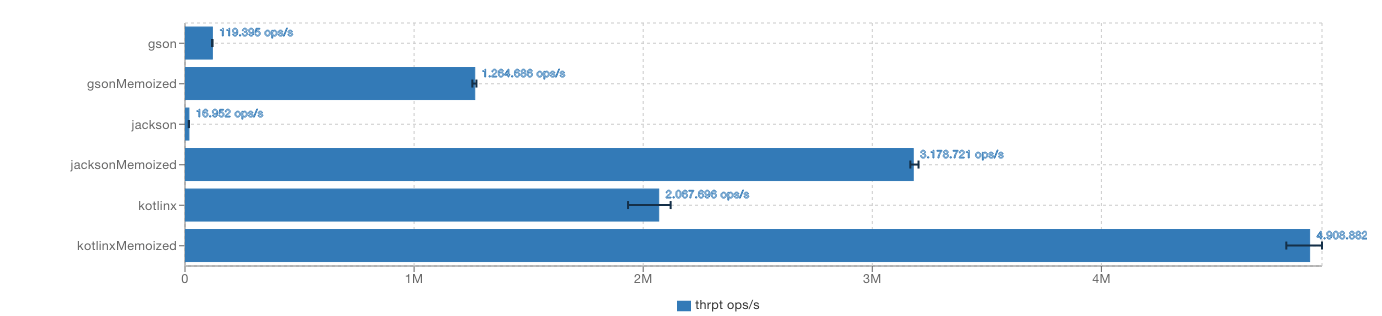 gson
119.395 ops/s
gsonMemoized
1.264.686 ops/s
jackson
16.952 ops/s
jacksonMemoized
3.178.721 ops/s
kotlinx
2.067.696 ops/s
kotlinxMemoized
4.908.882
0 1M 2M 3M 4M
thrpt ops/s